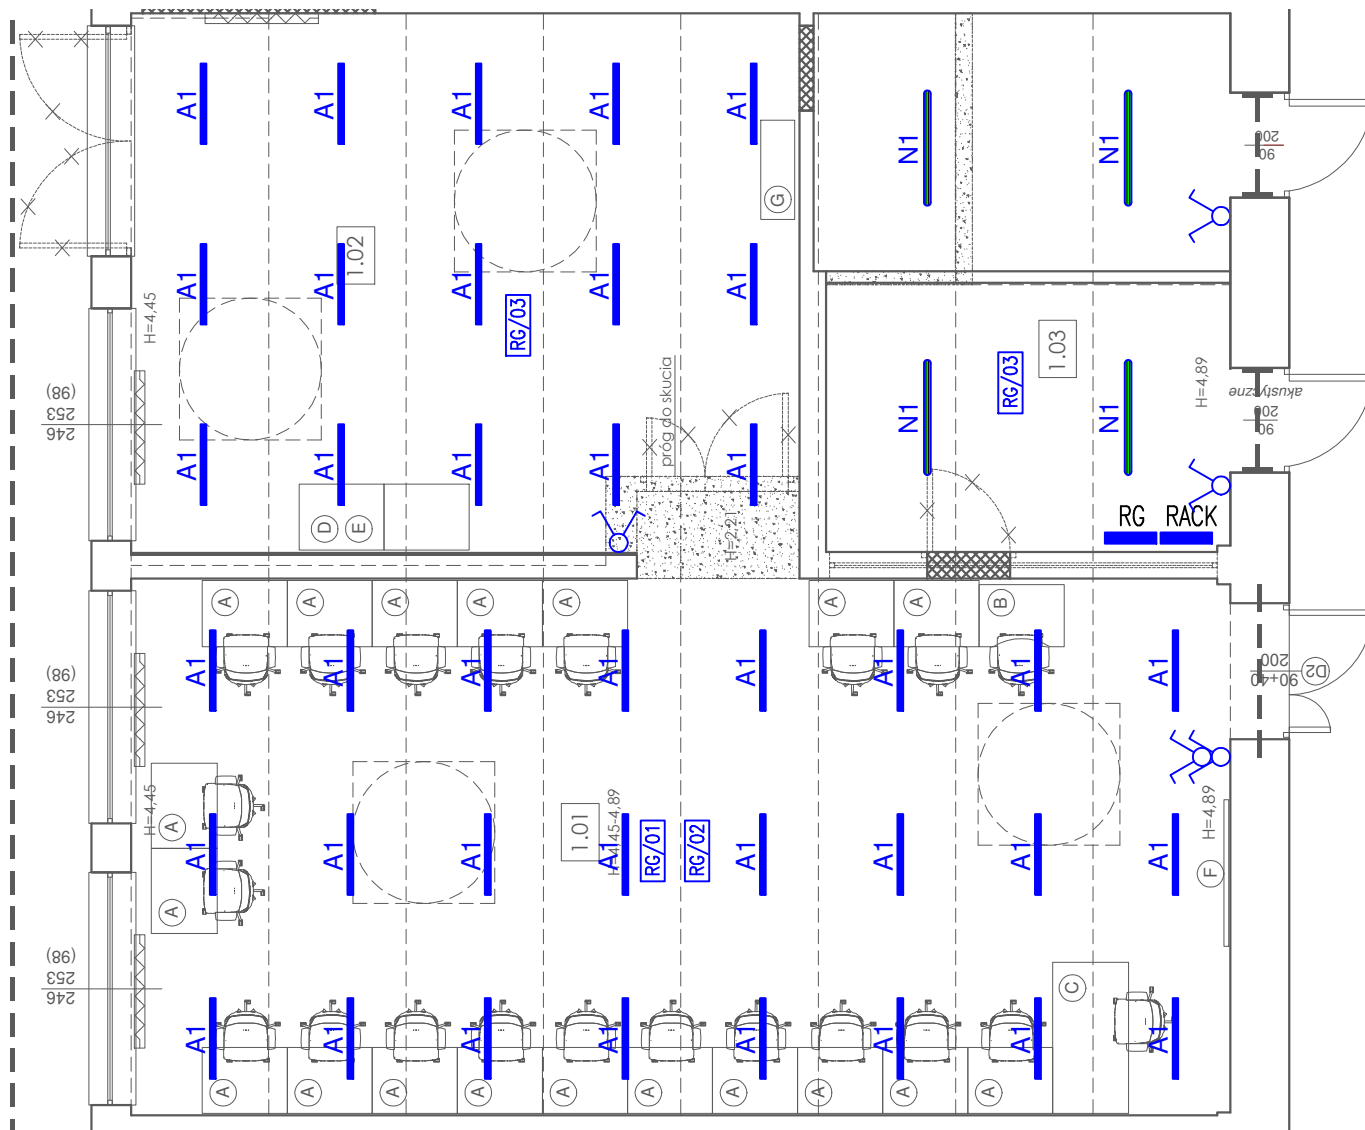 A1
A1
A1
A1
A1
N1
N1
200
90
G
1.02
A1
A1
A1
A1
A1
H=4,45
RG/03
1.03
RG/03
H=4,89
akustyczne
200
90
246
253
(98)
próg do skucia
A1
A1
A1
A1
A1
N1
N1
D
E
H=2,21
RG
RACK
A
A
A
A
A
A
A
B
A1
A1
A1
A1
A1
A1
A1
A1
246
253
(98)
200
90+40
D2
H=4,45
A
A
1.01
H=4,45-4,89
RG/01
RG/02
H=4,89
F
A1
A1
A1
A1
A1
A1
A1
A1
246
253
(98)
C
A1
A1
A1
A1
A1
A1
A1
A1
A
A
A
A
A
A
A
A
A
A